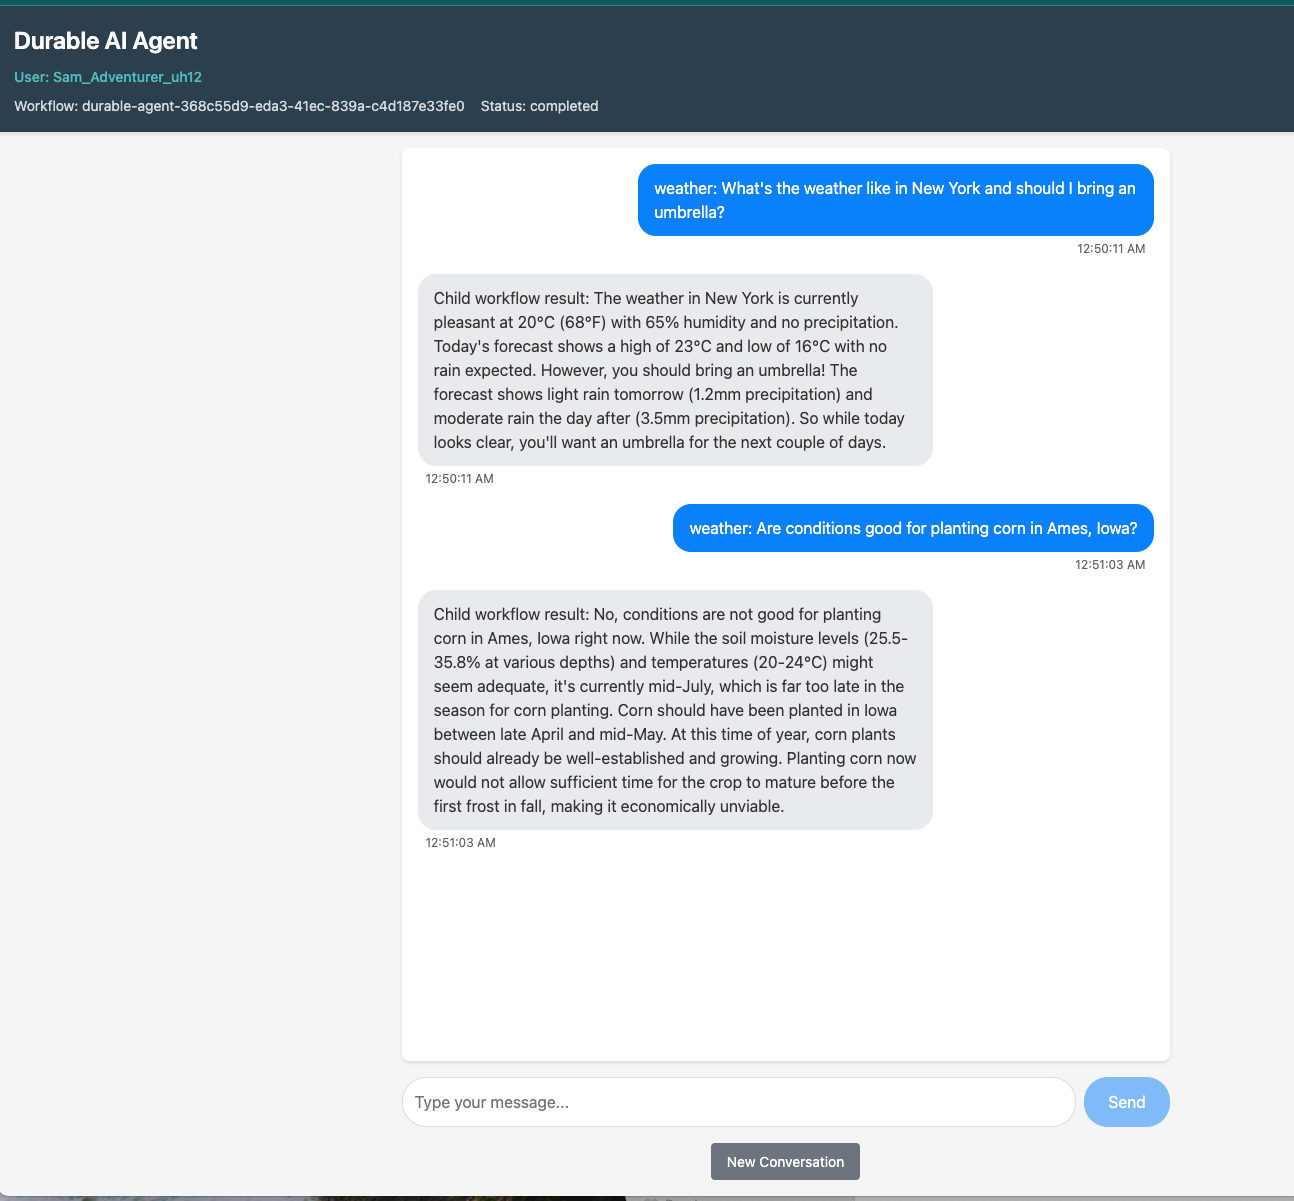 Durable AI Agent
User: Sam_Adventurer_uh12
Workflow: durable-agent-368c55d9-eda3-41ec-839a-c4d187e33fe0 Status: completed
weather: What's the weather like in New York and should I bring an
umbrella?
12:50:11 AM
Child workflow result: The weather in New York is currently
pleasant at 20°C (68°F) with 65% humidity and no precipitation.
Today's forecast shows a high of 23°C and low of 16°C with no
rain expected. However, you should bring an umbrella! The
forecast shows light rain tomorrow (1.2mm precipitation) and
moderate rain the day after (3.5mm precipitation). So while today
looks clear, you'll want an umbrella for the next couple of days.
12:50:11 AM
weather: Are conditions good for planting corn in Ames, Iowa?
12:51:03 AM
Child workflow result: No, conditions are not good for planting
corn in Ames, Iowa right now. While the soil moisture levels (25.5-
35.8% at various depths) and temperatures (20-24°C) might
seem adequate, it's currently mid-July, which is far too late in the
season for corn planting. Corn should have been planted in Iowa
between late April and mid-May. At this time of year, corn plants
should already be well-established and growing. Planting corn now
would not allow sufficient time for the crop to mature before the
first frost in fall, making it economically unviable.
12:51:03 AM
Type your message...
Send
New Conversation